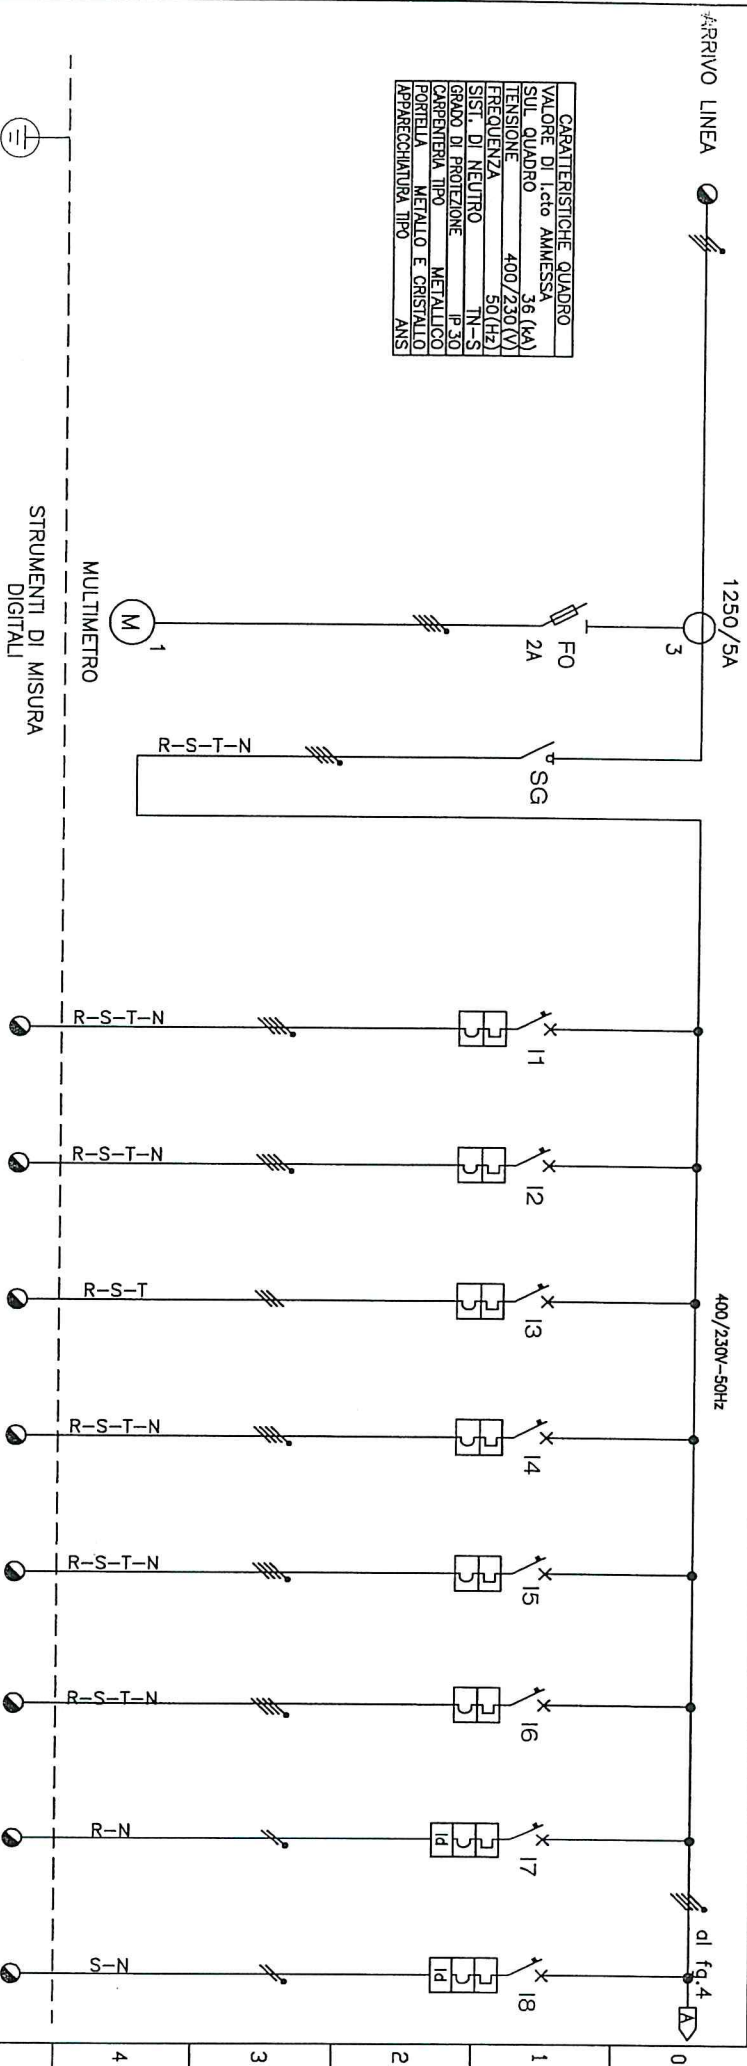 ARRIVO LINEA
CARATTERISTICHE QUADRO
VALORE DI I.cto AMMESSA
SUL QUADRO 36 (kA)
TENSIONE 400/230 (V)
FREQUENZA 50 (Hz)
SIST. DI NEUTRO TN-S
GRADO DI PROTEZIONE IP 30
CARPENTERIA TIPO METALLICO
PORTELLA METALLO E CRISTALLO
APPARECCHIATURA TIPO ANS
1250/5A
3
FO
2A
M
1
MULTIMETRO
STRUMENTI DI MISURA
DIGITALI
SG
R-S-T-N
400/230V-50Hz
I1
R-S-T-N
I2
R-S-T-N
I3
R-S-T
I4
R-S-T-N
I5
R-S-T-N
I6
R-S-T-N
I7
Id
R-N
I8
Id
S-N
al fg.4
A
0
1
2
3
4